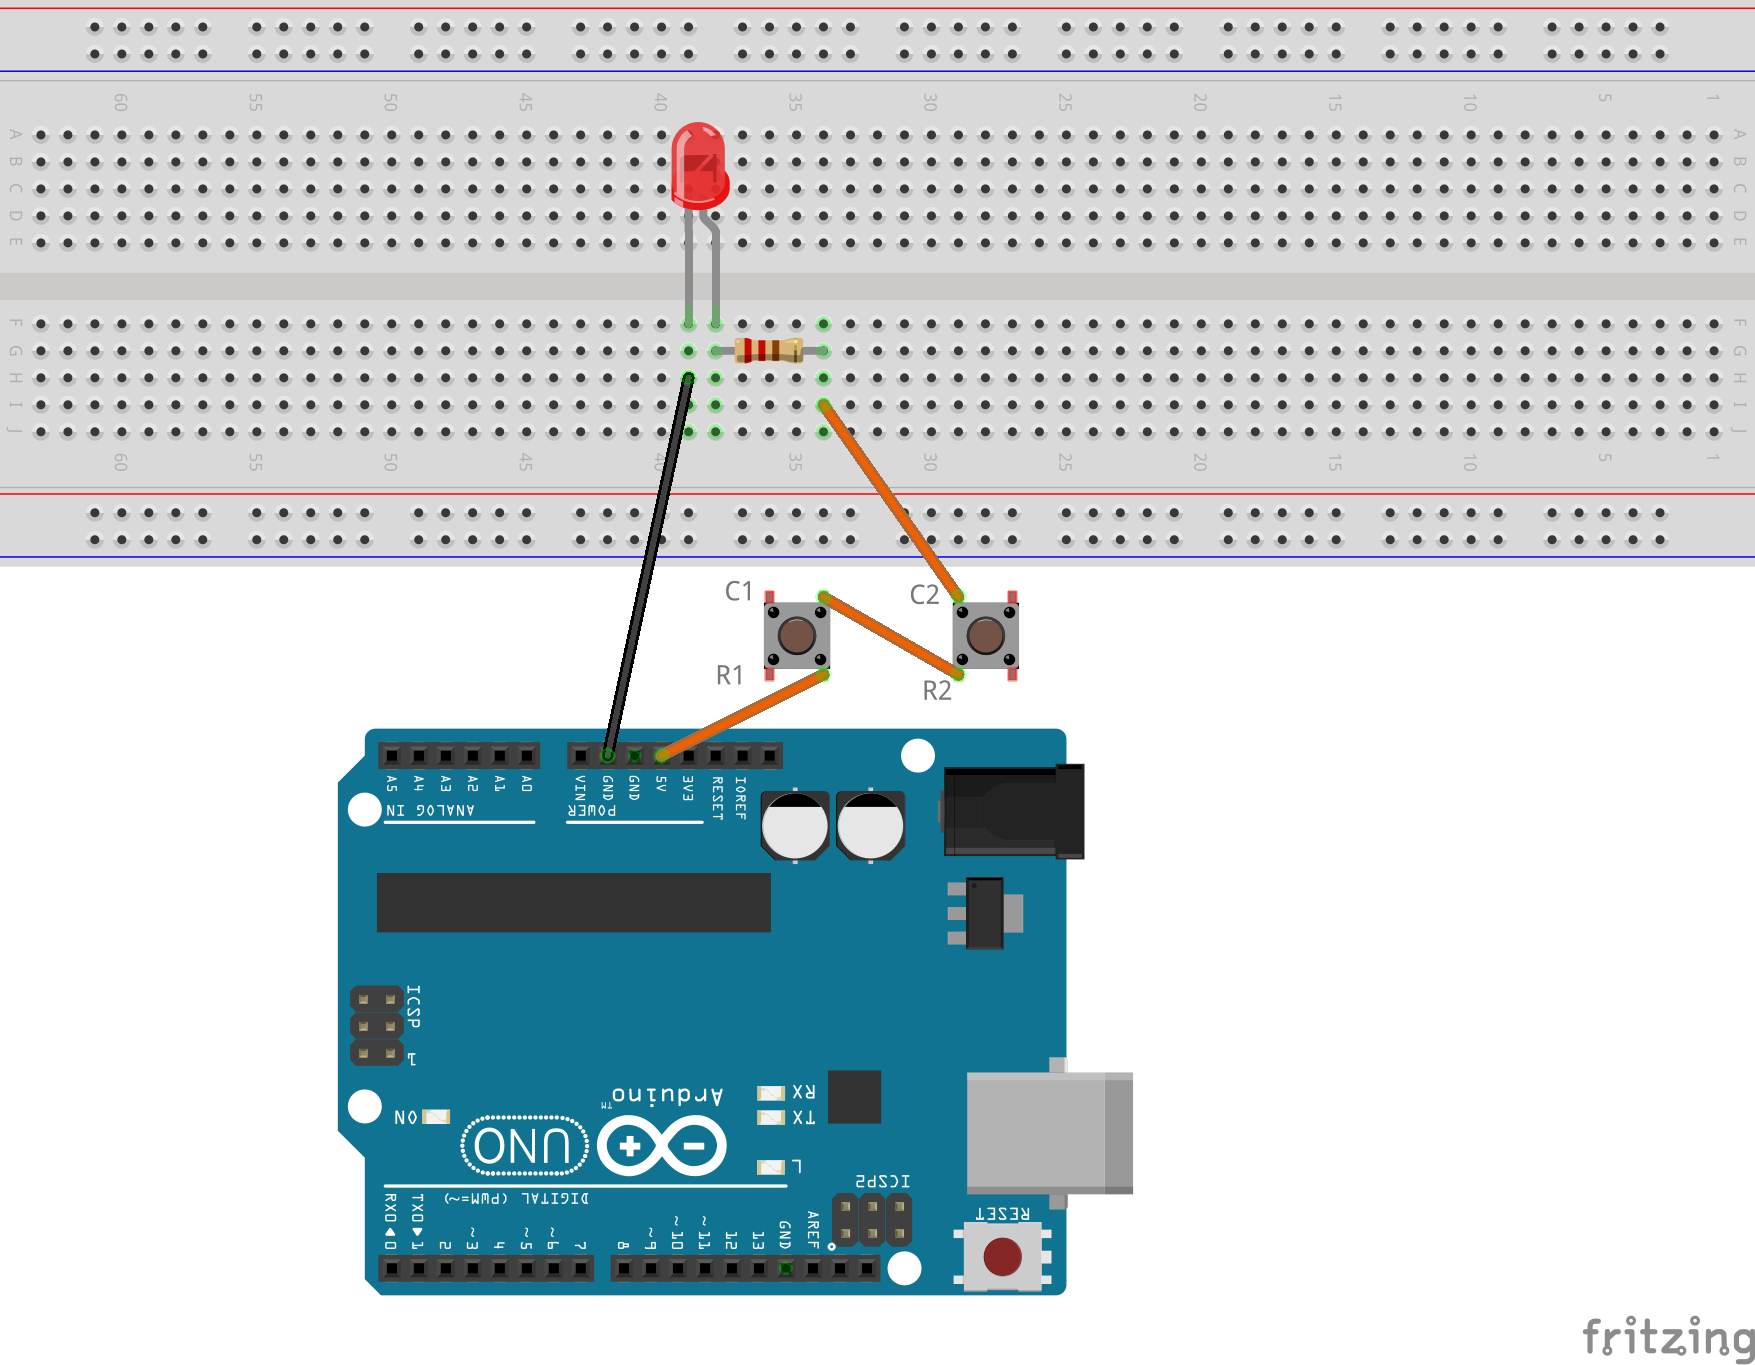 60 55 50 45 40 35 30 25 20 15 10 5 1
A A
B B
C C
D D
E E
F F
G G
H H
I I
J J
60 55 50 45 40 35 30 25 20 15 10 5 1
C1 C2
R1 R2
A5 A4 A3 A2 A1 A0 VIN GND GND 5V 3V3 RESET IOREF
ANALOG IN POWER
ICSP
1
Arduino
TM
RX
ON UNO TX
L
ICSP2
DIGITAL (PWM=~)
RESET
RX0◀0 TX0▶1 2 ~3 4 ~5 ~6 7 8 ~9 ~10 ~11 12 13 GND AREF
fritzing